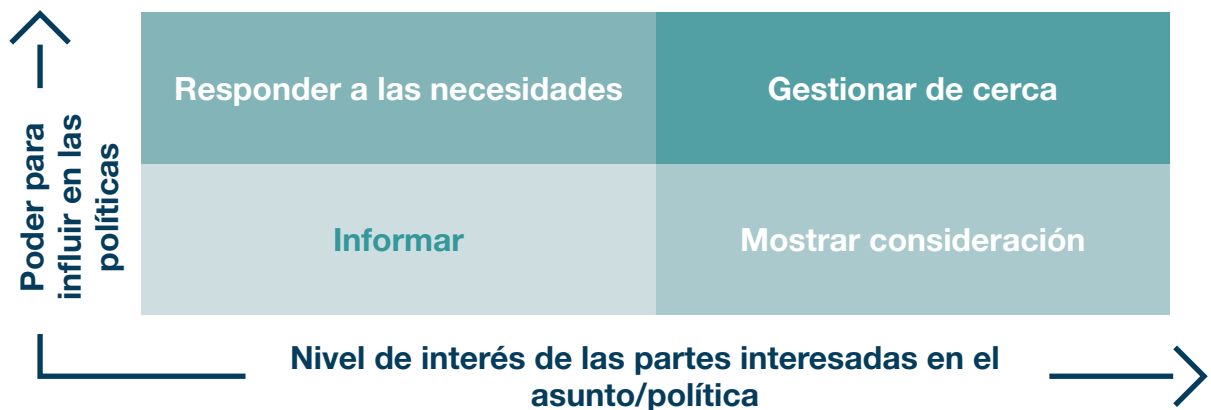 Responder a las necesidades
Gestionar de cerca
Poder para
influir en las
políticas
Informar
Mostrar consideración
Nivel de interés de las partes interesadas en el
asunto/política